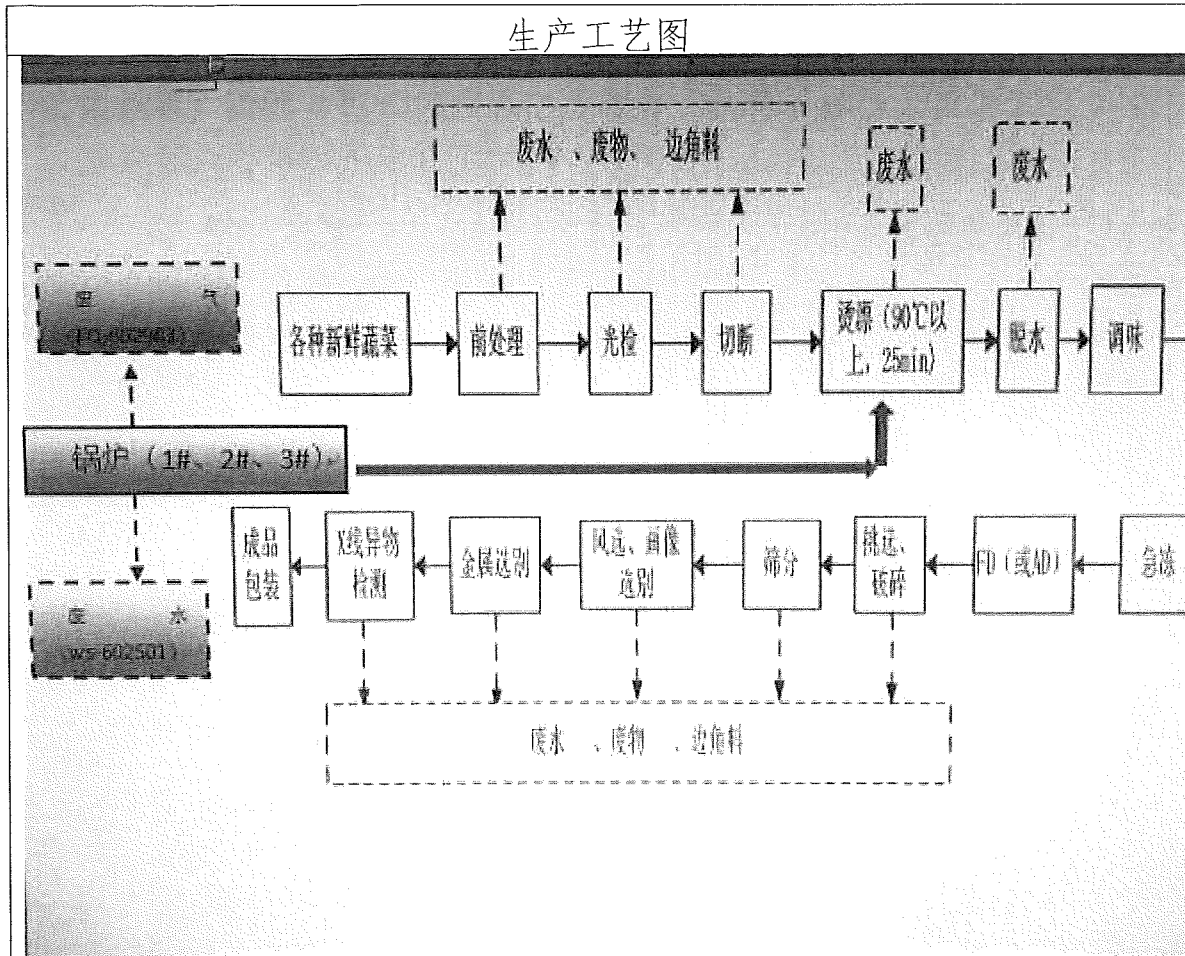 生产工艺图
废水 、废物、 边角料
废水
废水
气
各种新鲜蔬菜
前处理
光检
切断
烫漂（90℃以
上，25min）
脱水
调味
锅炉（1#、2#、3#）
成品
包装
X线异物
检测
金属选别
风选、画像
选别
筛分
挑选、
破碎
FD（或AD）
急冻
废 水
（ws-602501）
废水 、废物 、边角料